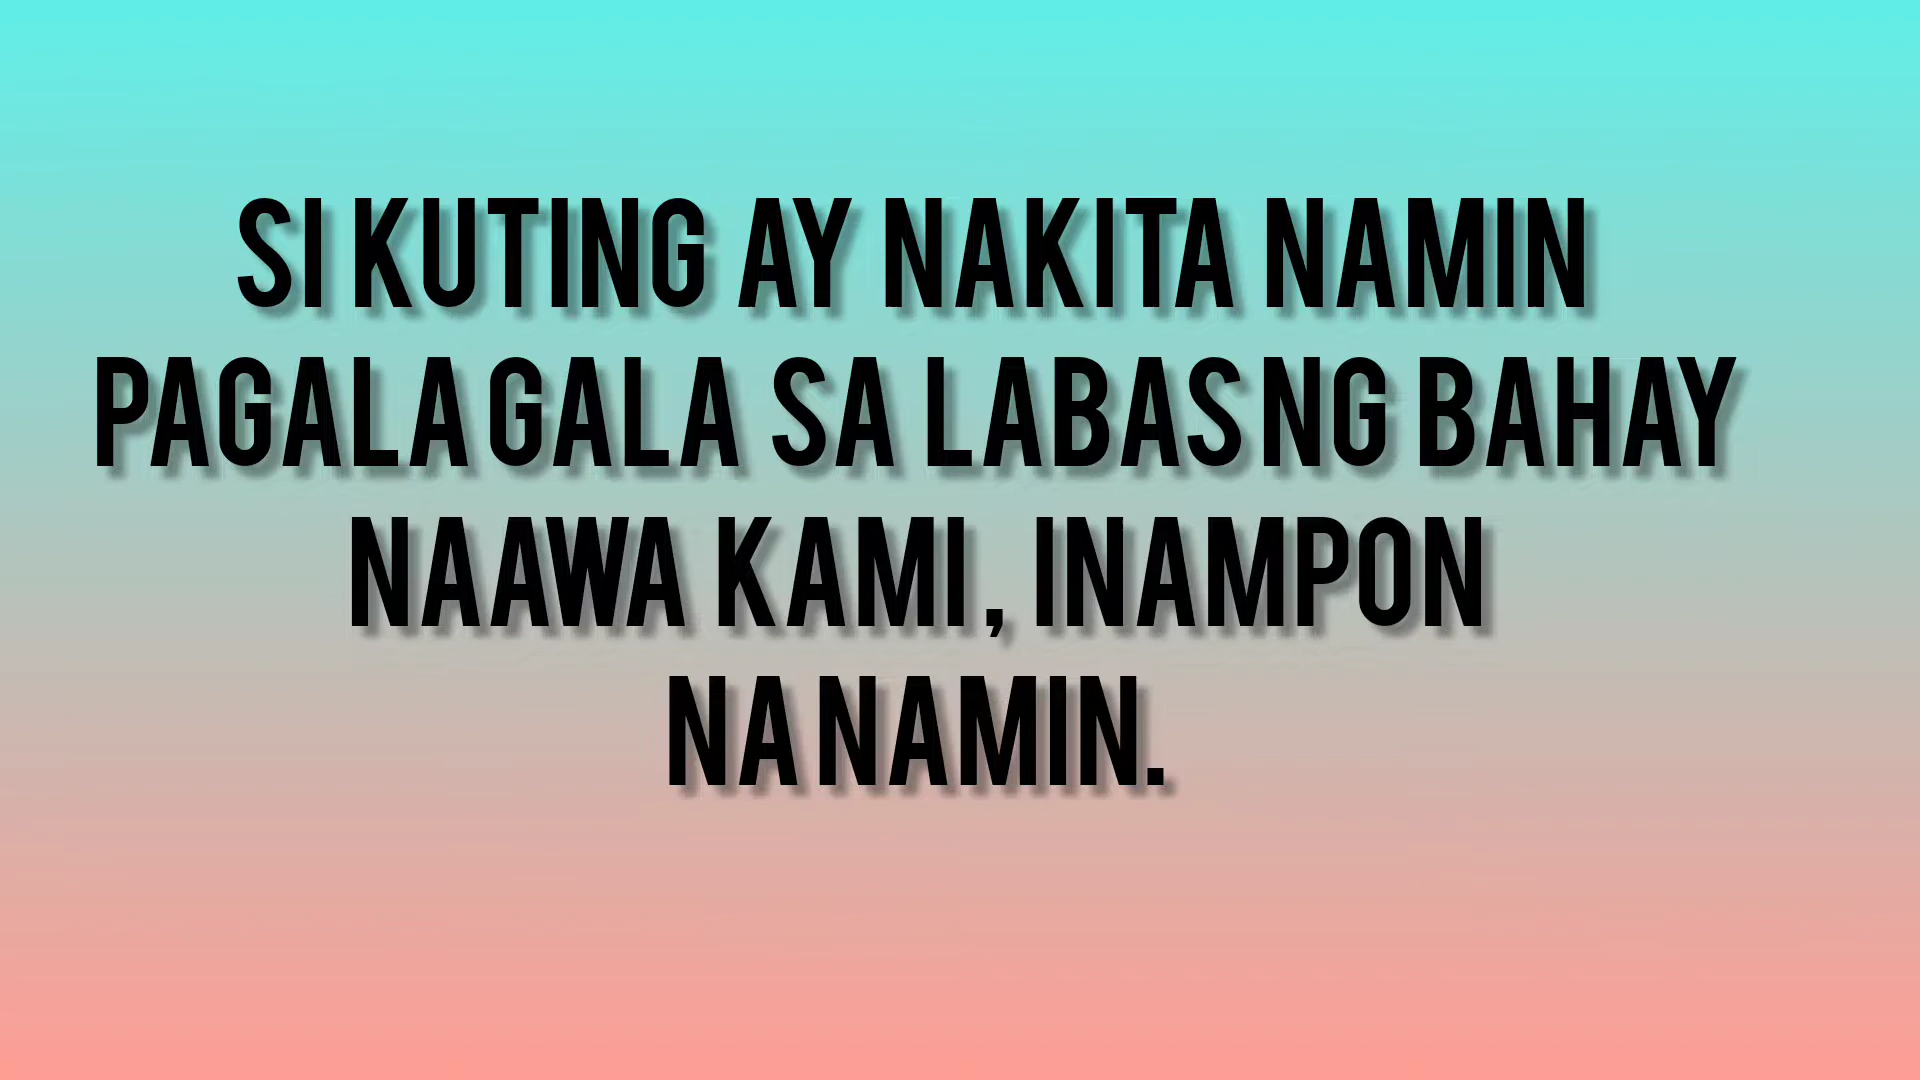 SI KUTING AY NAKITA NAMIN
PAGALA GALA SA LABAS NG BAHAY
NAAWA KAMI, INAMPON
NA NAMIN.